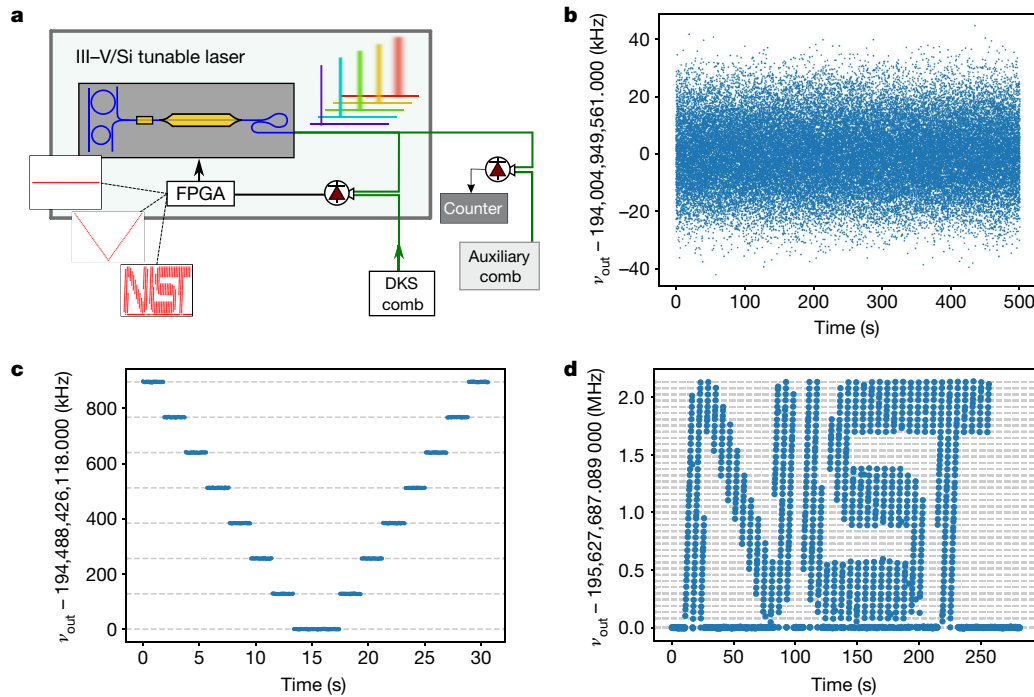 a
III–V/Si tunable laser
FPGA
Counter
Auxiliary
comb
DKS
comb
NIST
b
ν_out − 194,004,949,561.000 (kHz)
40
20
0
−20
−40
0 100 200 300 400 500
Time (s)
c
ν_out − 194,488,426,118.000 (kHz)
800
600
400
200
0
0 5 10 15 20 25 30
Time (s)
d
ν_out − 195,627,687.089 000 (MHz)
2.0
1.5
1.0
0.5
0.0
NIST
0 50 100 150 200 250
Time (s)